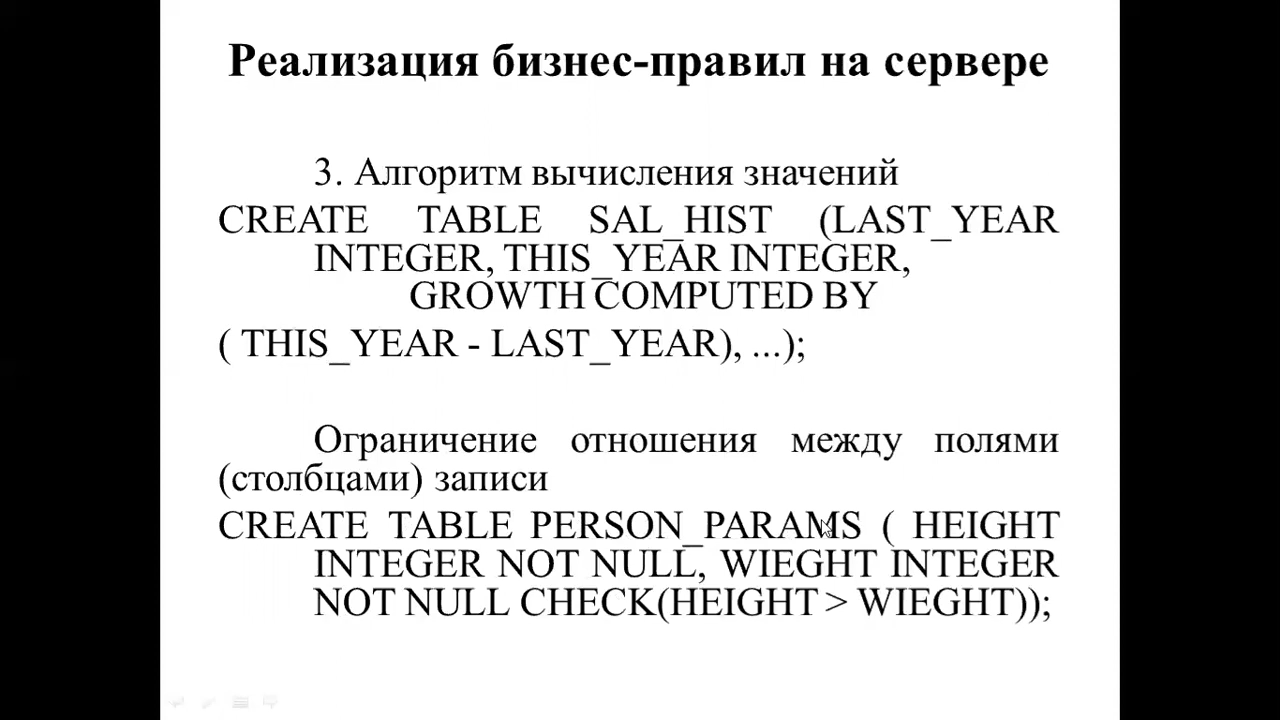 Реализация бизнес-правил на сервере
3. Алгоритм вычисления значений
CREATE TABLE SAL_HIST (LAST_YEAR
INTEGER, THIS_YEAR INTEGER,
GROWTH COMPUTED BY
( THIS_YEAR - LAST_YEAR), ...);
Ограничение отношения между полями
(столбцами) записи
CREATE TABLE PERSON_PARAMS ( HEIGHT
INTEGER NOT NULL, WIEGHT INTEGER
NOT NULL CHECK(HEIGHT > WIEGHT));